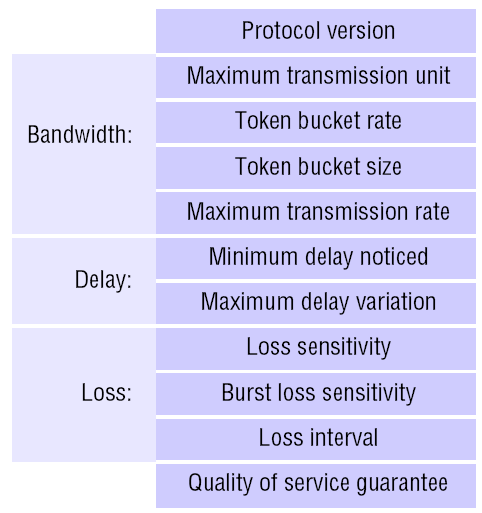 Protocol version
Maximum transmission unit
Bandwidth:
Token bucket rate
Token bucket size
Maximum transmission rate
Delay:
Minimum delay noticed
Maximum delay variation
Loss:
Loss sensitivity
Burst loss sensitivity
Loss interval
Quality of service guarantee